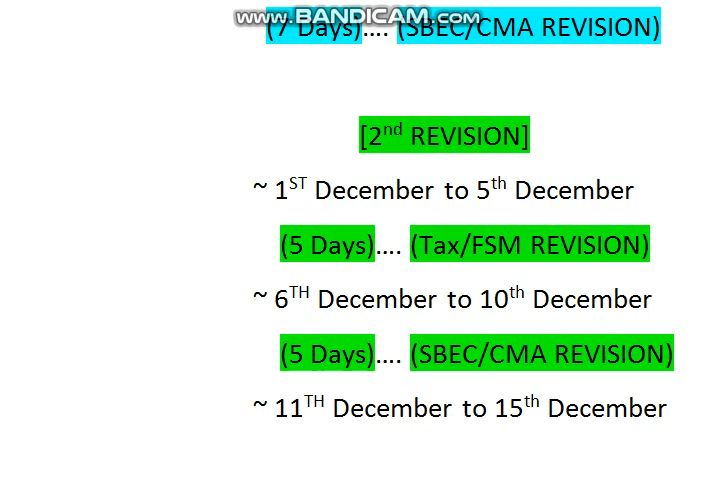 www.BANDICAM.com
(7 Days).... (SBEC/CMA REVISION)
[2nd REVISION]
~ 1ST December to 5th December
(5 Days).... (Tax/FSM REVISION)
~ 6TH December to 10th December
(5 Days).... (SBEC/CMA REVISION)
~ 11TH December to 15th December